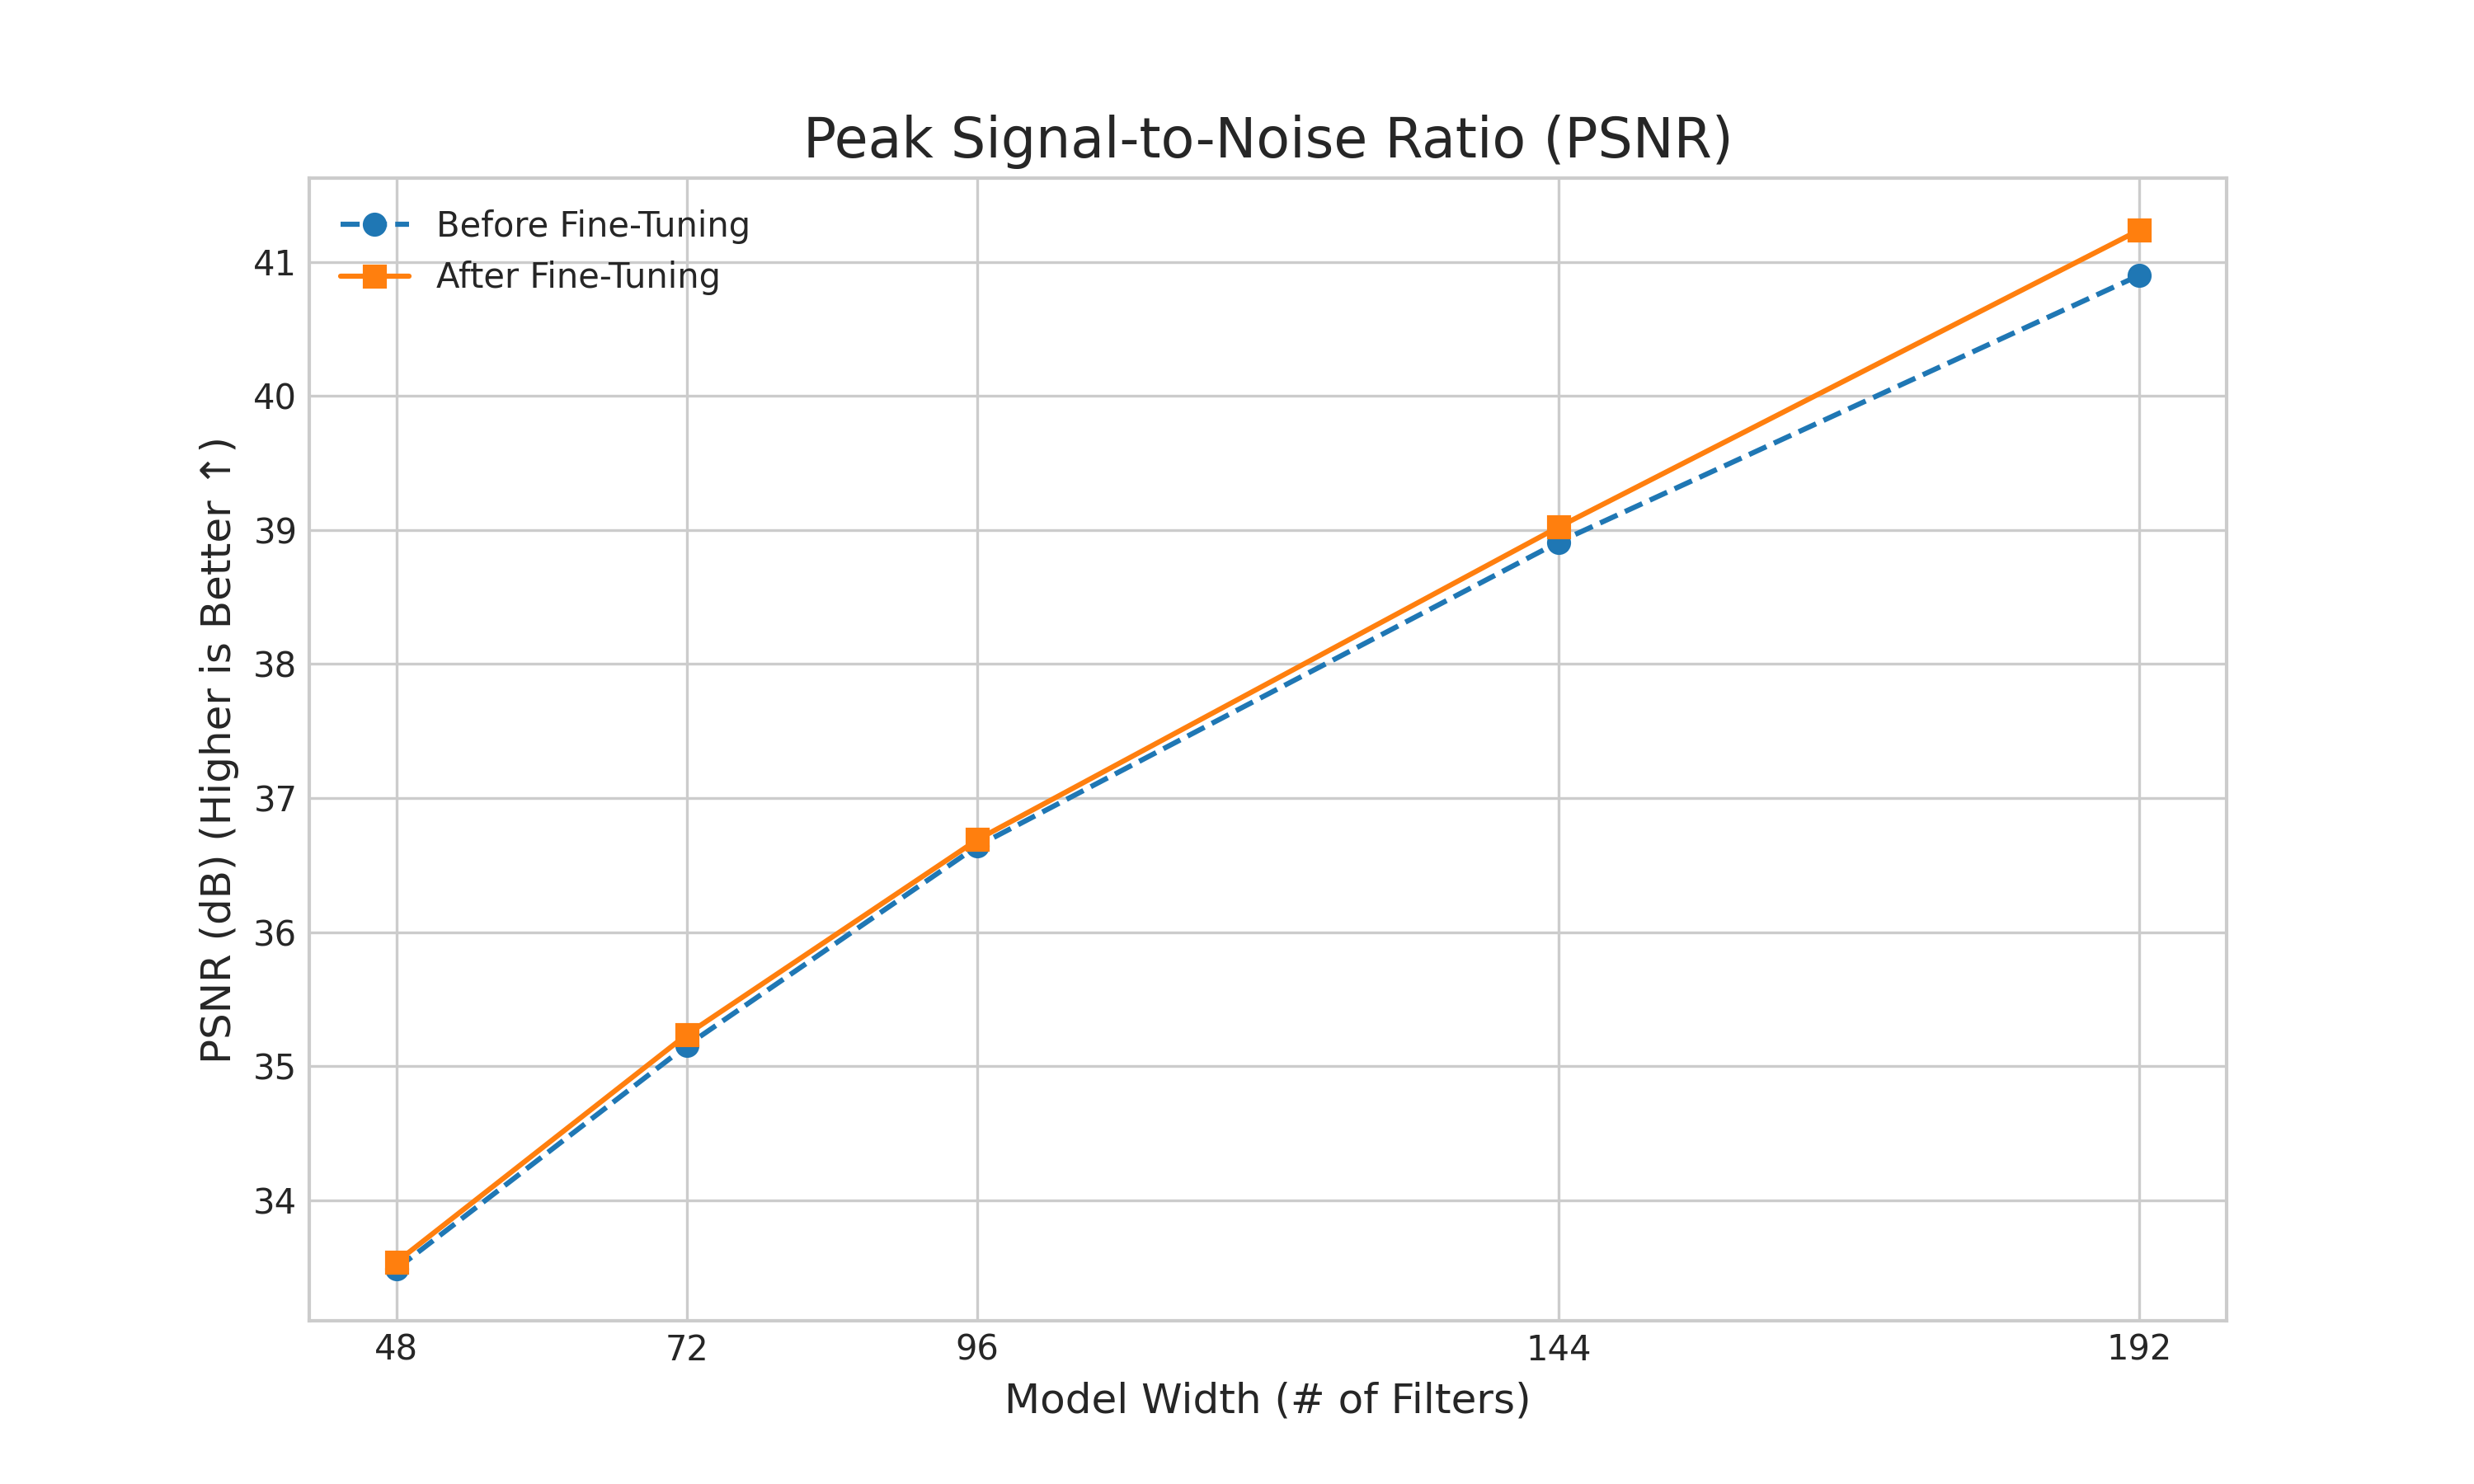 Peak Signal-to-Noise Ratio (PSNR)
Before Fine-Tuning
After Fine-Tuning
PSNR (dB) (Higher is Better ↑)
41
40
39
38
37
36
35
34
48 72 96 144 192
Model Width (# of Filters)